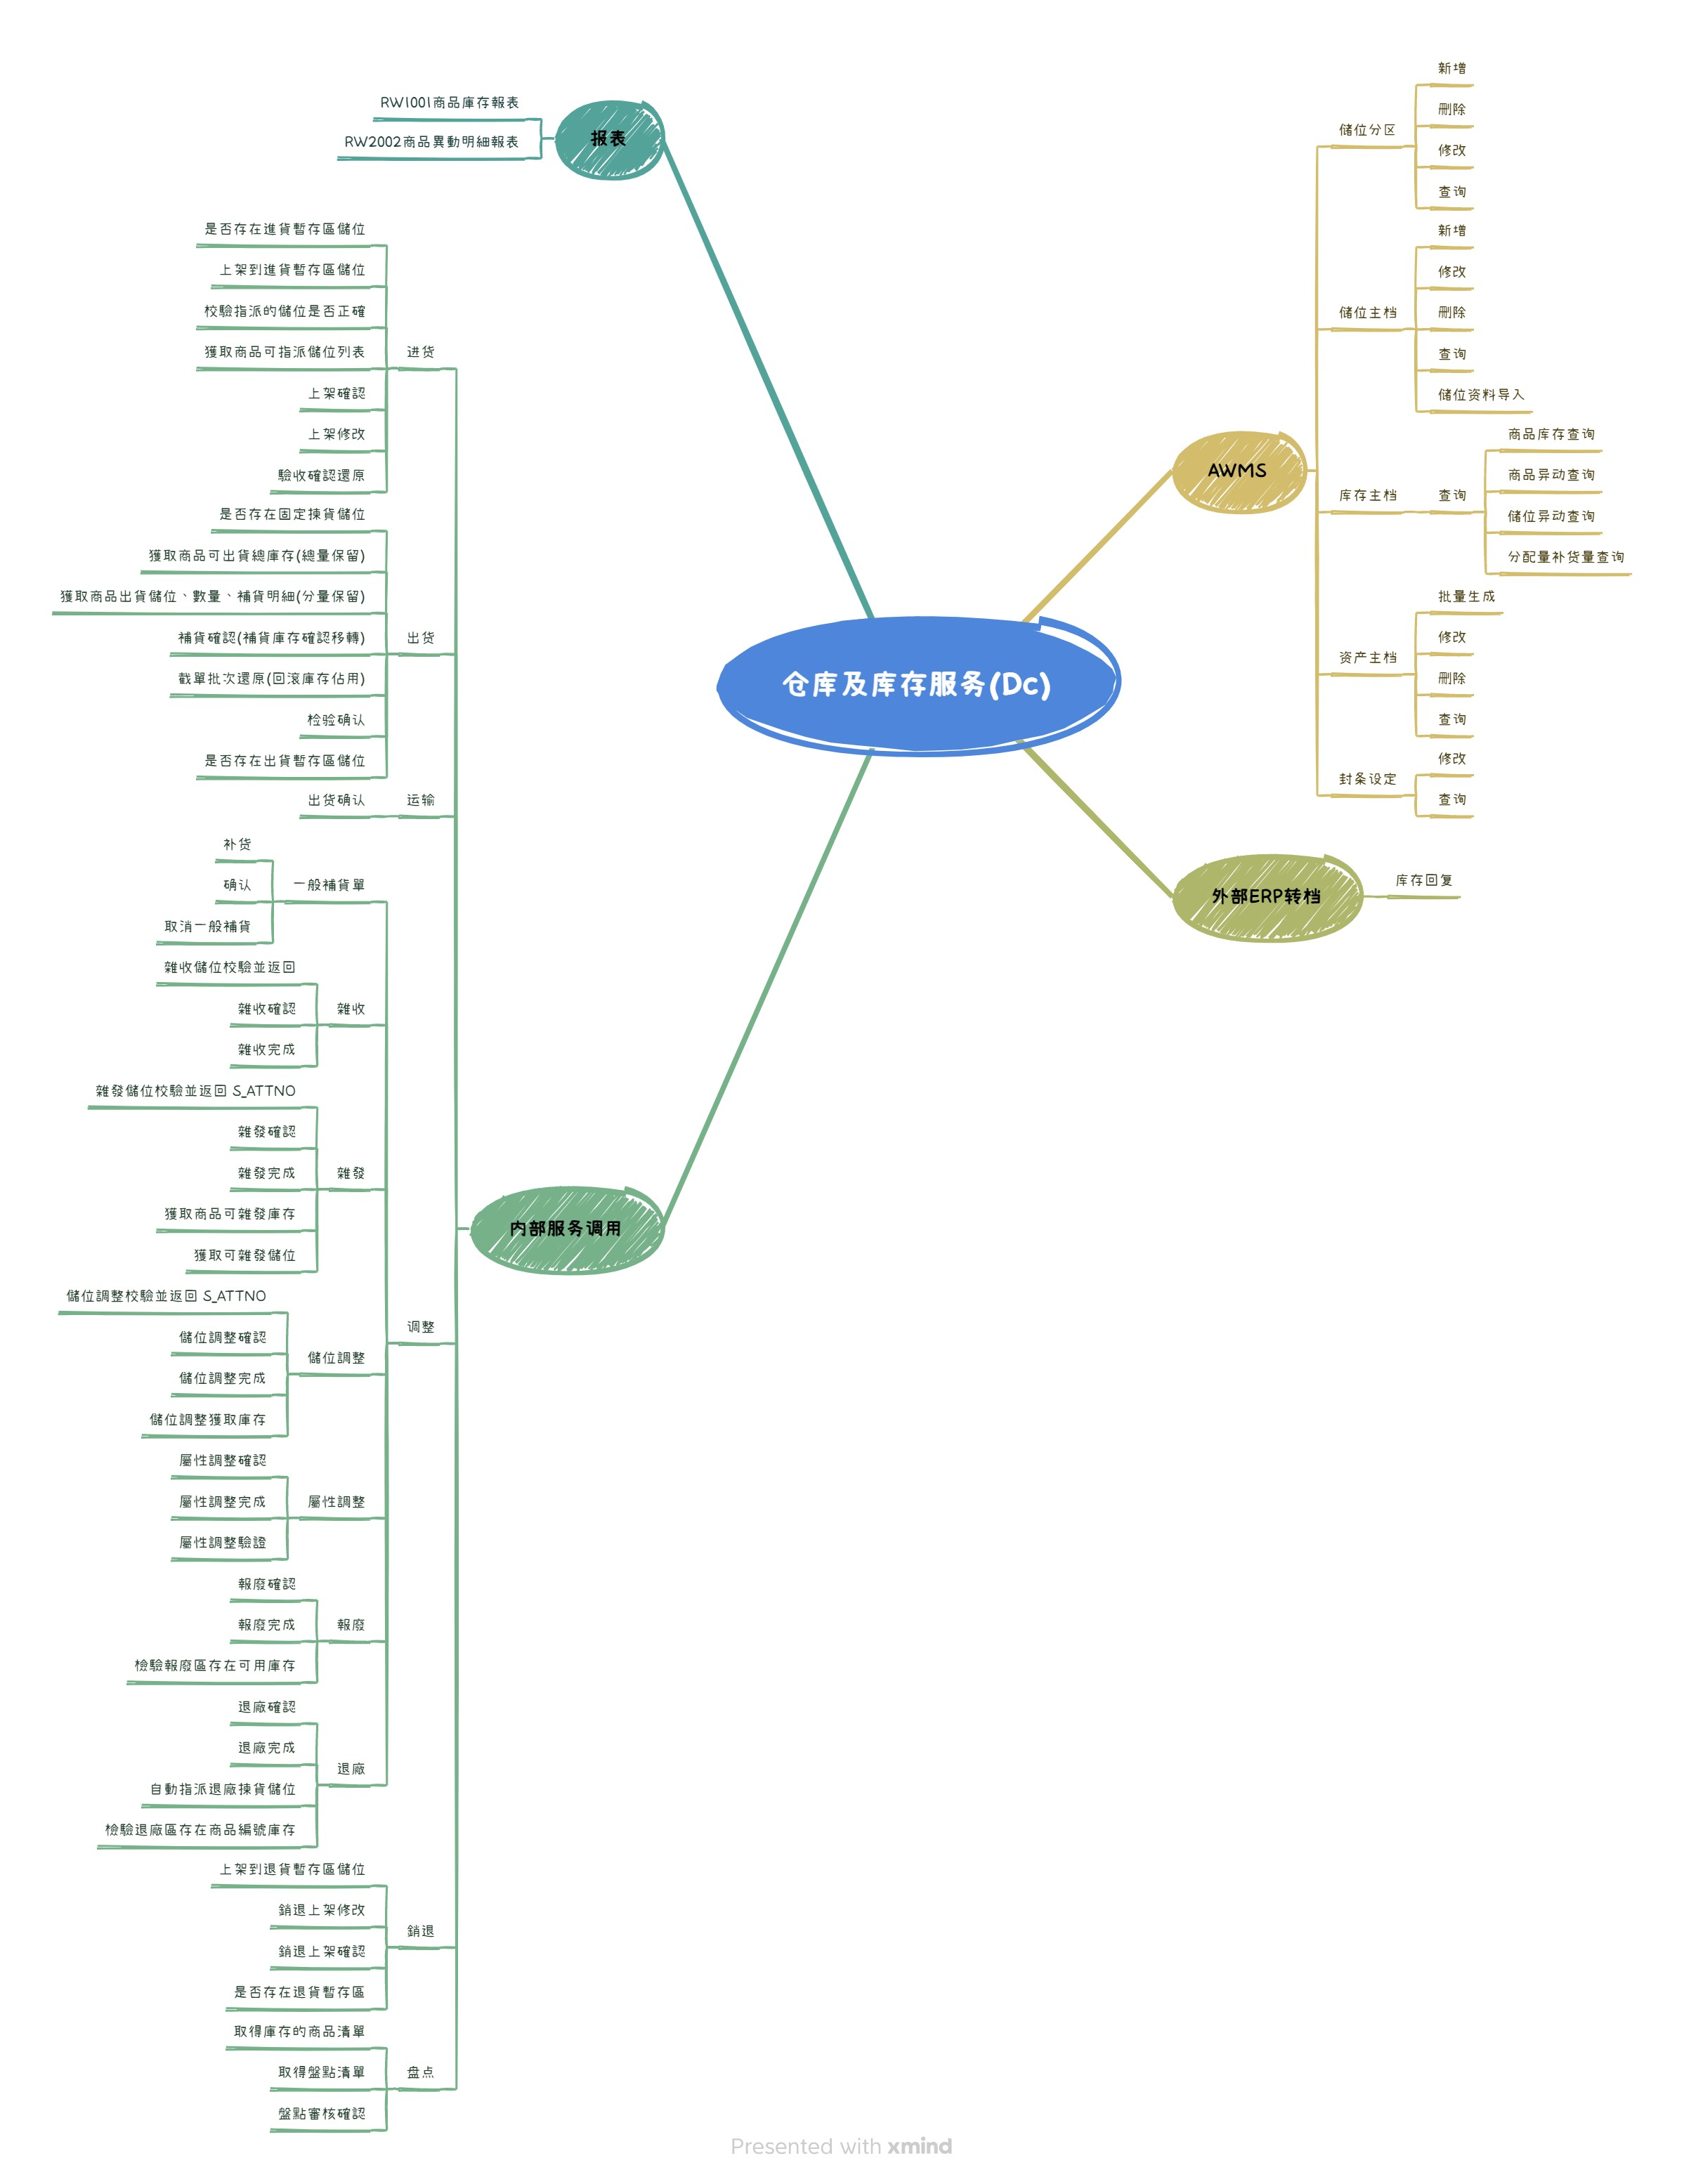 仓库及库存服务(Dc)
AWMS
储位分区
新增
删除
修改
查询
储位主档
新增
修改
删除
查询
储位资料导入
库存主档
查询
商品库存查询
商品异动查询
储位异动查询
分配量补货量查询
资产主档
批量生成
修改
删除
查询
封条设定
修改
查询
外部ERP转档
库存回复
报表
RW1001商品庫存報表
RW2002商品異動明細報表
内部服务调用
进货
是否存在進貨暫存區儲位
上架到進貨暫存區儲位
校驗指派的儲位是否正確
獲取商品可指派儲位列表
上架確認
上架修改
驗收確認還原
出货
是否存在固定揀貨儲位
獲取商品可出貨總庫存(總量保留)
獲取商品出貨儲位、數量、補貨明細(分量保留)
補貨確認(補貨庫存確認移轉)
截單批次還原(回滾庫存佔用)
检验确认
是否存在出貨暫存區儲位
运输
出货确认
调整
一般補貨單
补货
确认
取消一般補貨
雜收
雜收儲位校驗並返回
雜收確認
雜收完成
雜發
雜發儲位校驗並返回 S_ATTNO
雜發確認
雜發完成
獲取商品可雜發庫存
獲取可雜發儲位
儲位調整
儲位調整校驗並返回 S_ATTNO
儲位調整確認
儲位調整完成
儲位調整獲取庫存
屬性調整
屬性調整確認
屬性調整完成
屬性調整驗證
報廢
報廢確認
報廢完成
檢驗報廢區存在可用庫存
退廠
退廠確認
退廠完成
自動指派退廠揀貨儲位
檢驗退廠區存在商品編號庫存
銷退
上架到退貨暫存區儲位
銷退上架修改
銷退上架確認
是否存在退貨暫存區
盘点
取得庫存的商品清單
取得盤點清單
盤點審核確認
Presented with xmind